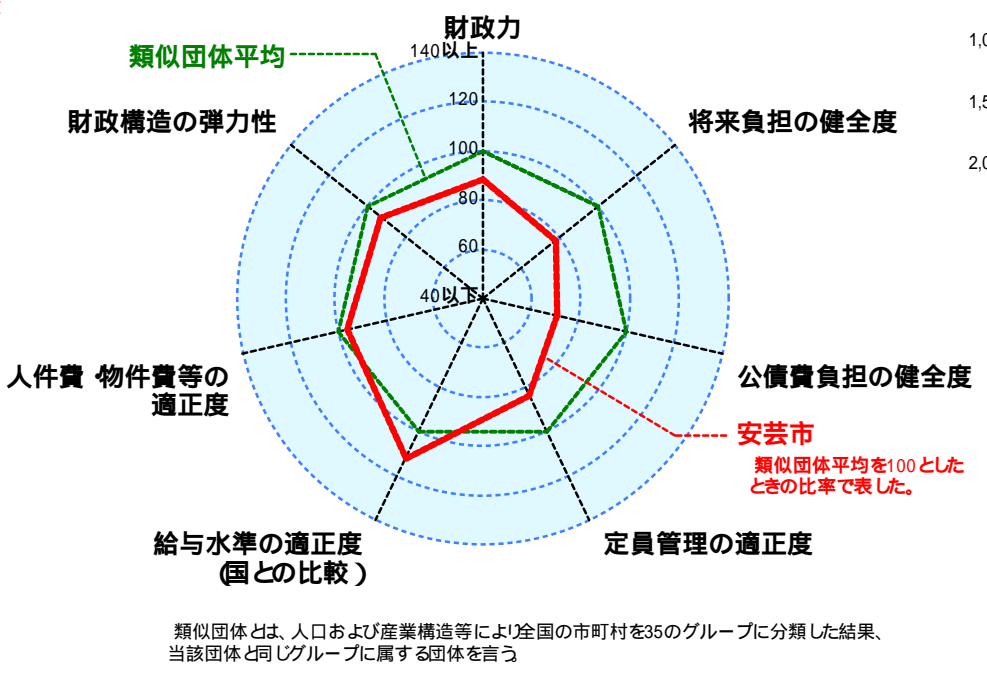 財政力
140以上
類似団体平均
120
財政構造の弾力性
将来負担の健全度
100
80
60
40以下
人件費・物件費等の
適正度
公債費負担の健全度
安芸市
類似団体平均を100とした
ときの比率で表した。
給与水準の適正度
(国との比較)
定員管理の適正度
類似団体とは、人口および産業構造等により全国の市町村を35のグループに分類した結果、
当該団体と同じグループに属する団体を言う